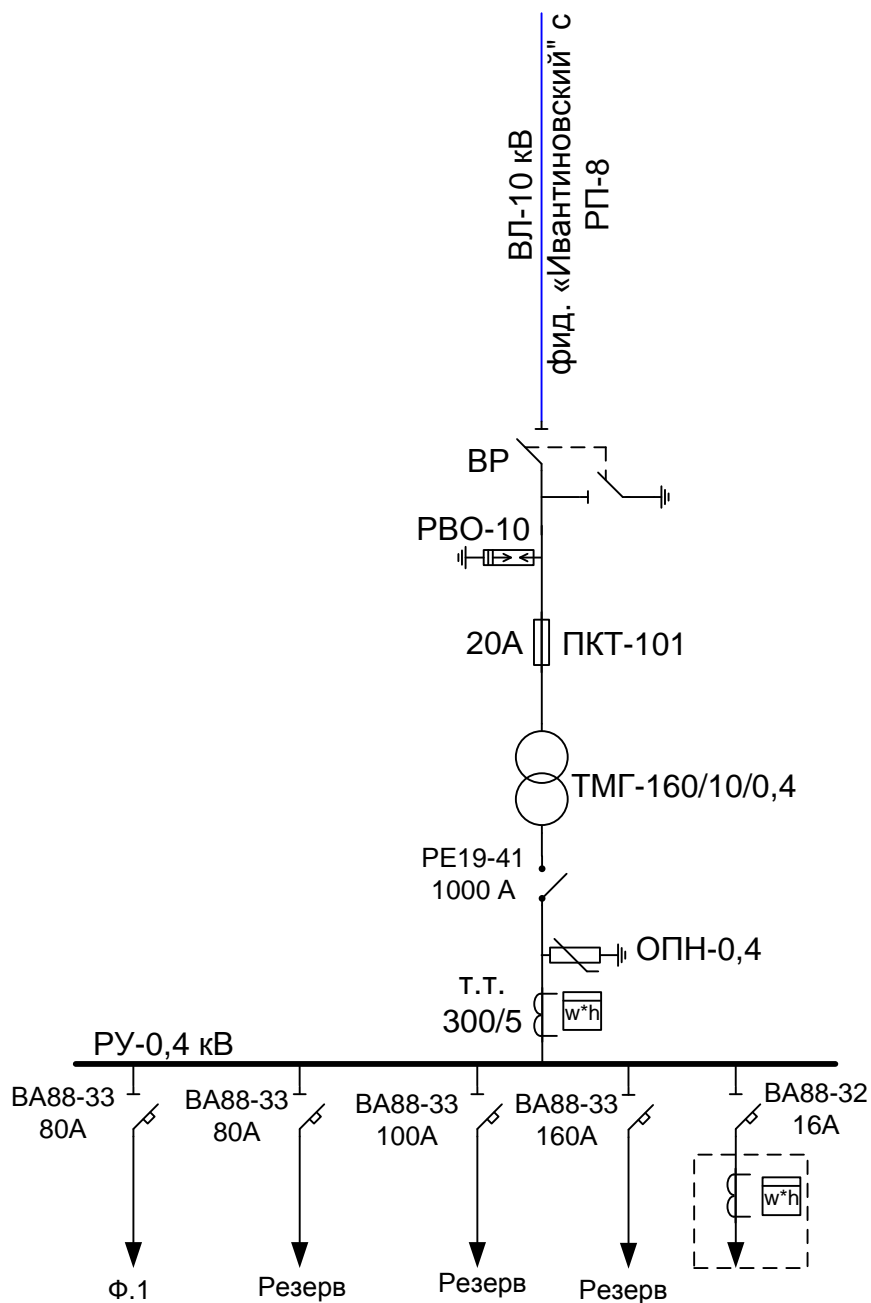 ВЛ-10 кВ
фид. «Ивантиновский" с
РП-8
ВР
РВО-10
20А ПКТ-101
ТМГ-160/10/0,4
РЕ19-41
1000 А
ОПН-0,4
т.т.
300/5
w*h
РУ-0,4 кВ
ВА88-33
80А
ВА88-33
80А
ВА88-33
100А
ВА88-33
160А
ВА88-32
16А
w*h
Ф.1
Резерв
Резерв
Резерв